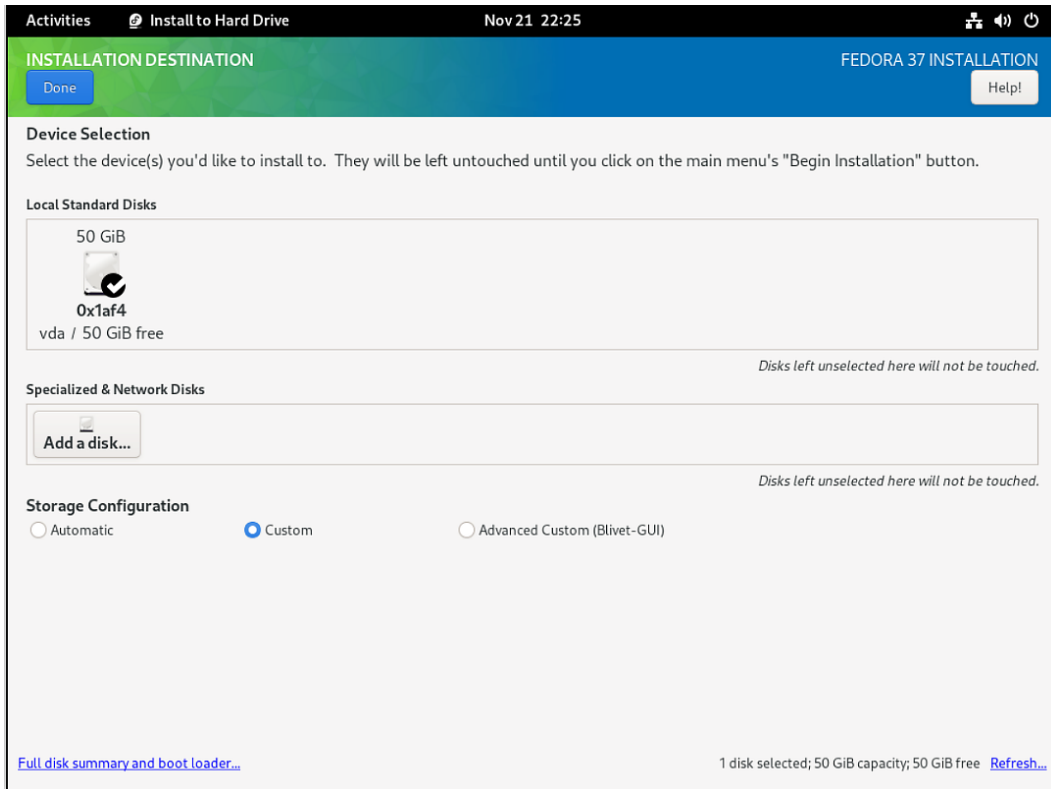 Activities Install to Hard Drive Nov 21 22:25
INSTALLATION DESTINATION FEDORA 37 INSTALLATION
Done Help!
Device Selection
Select the device(s) you'd like to install to. They will be left untouched until you click on the main menu's "Begin Installation" button.
Local Standard Disks
50 GiB
0x1af4
vda / 50 GiB free
Disks left unselected here will not be touched.
Specialized & Network Disks
Add a disk...
Disks left unselected here will not be touched.
Storage Configuration
Automatic Custom Advanced Custom (Blivet-GUI)
Full disk summary and boot loader... 1 disk selected; 50 GiB capacity; 50 GiB free Refresh...